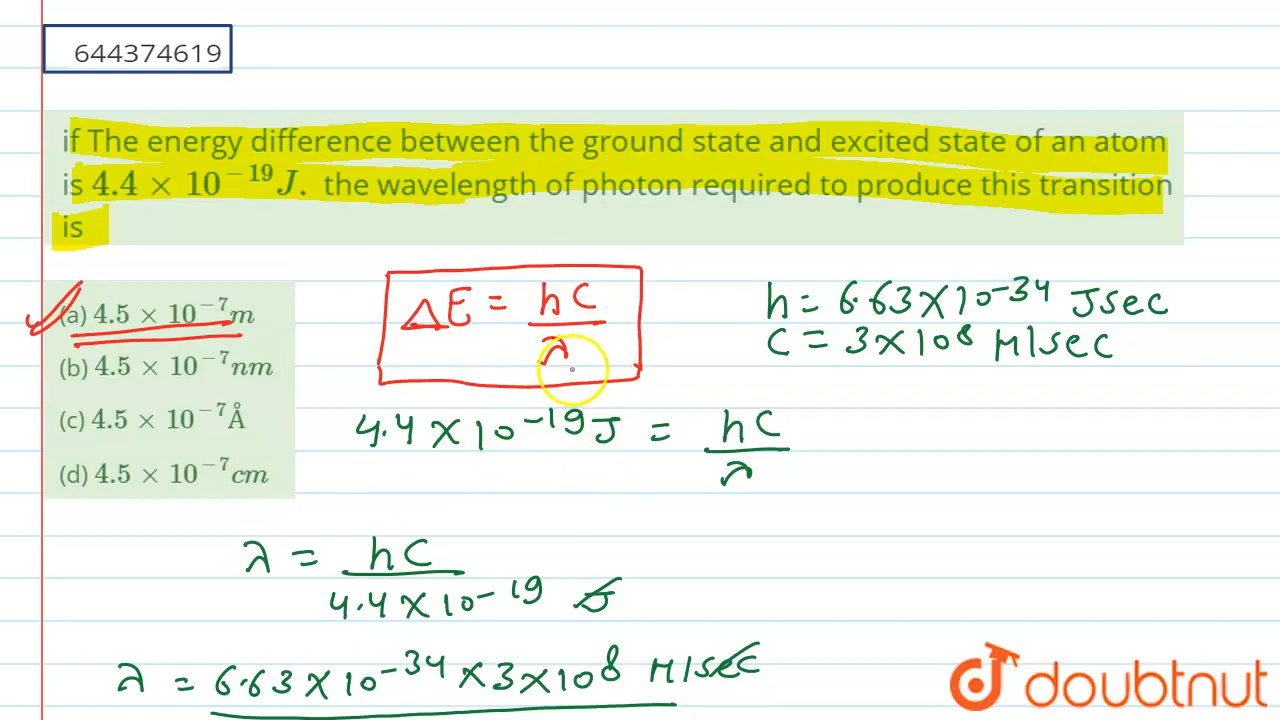 644374619
if The energy difference between the ground state and excited state of an atom
is 4.4 × 10⁻¹⁹ J. the wavelength of photon required to produce this transition
is
(a) 4.5 × 10⁻⁷ m
(b) 4.5 × 10⁻⁷ nm
(c) 4.5 × 10⁻⁷ Å
(d) 4.5 × 10⁻⁷ cm
ΔE = hC/λ
h = 6.63 × 10⁻³⁴ Jsec
C = 3 × 10⁸ M/sec
4.4 × 10⁻¹⁹ J = hC/λ
λ = hC/4.4 × 10⁻¹⁹ J
λ = 6.63 × 10⁻³⁴ × 3 × 10⁸ M/sec
doubtnut